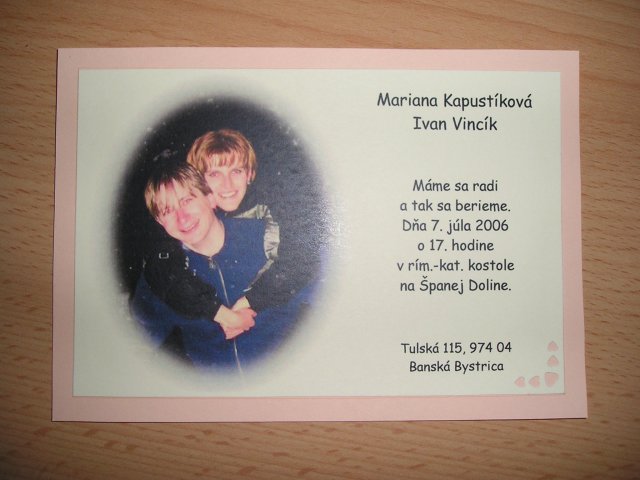 Mariana Kapustíková
Ivan Vincík
Máme sa radi
a tak sa berieme.
Dňa 7. júla 2006
o 17. hodine
v rím.-kat. kostole
na Španej Doline.
Tulská 115, 974 04
Banská Bystrica